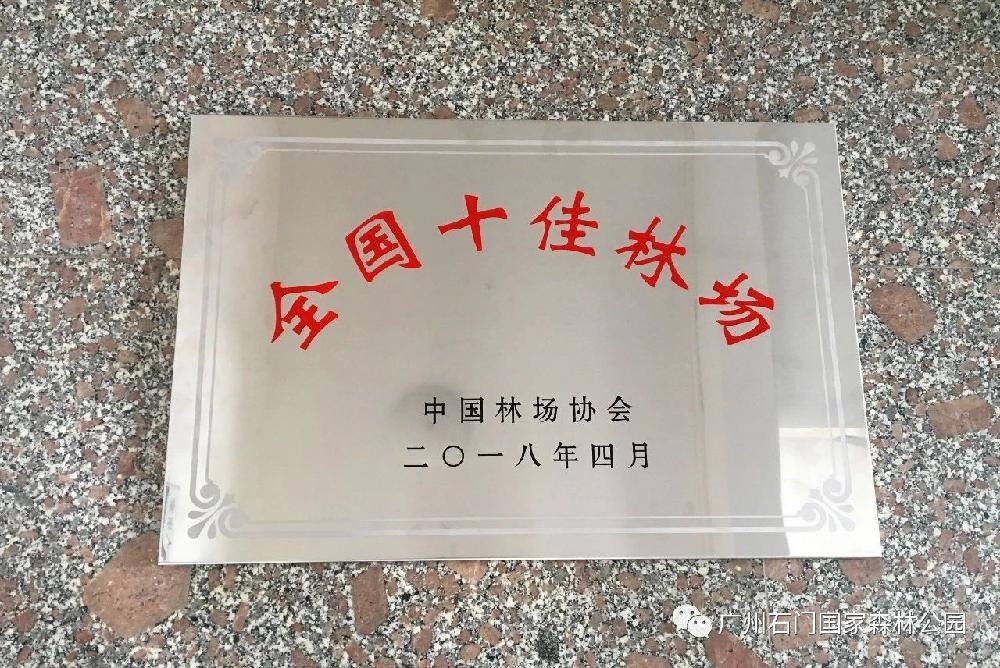 全国十佳林场
中国林场协会
二〇一八年四月
广州石门国家森林公园